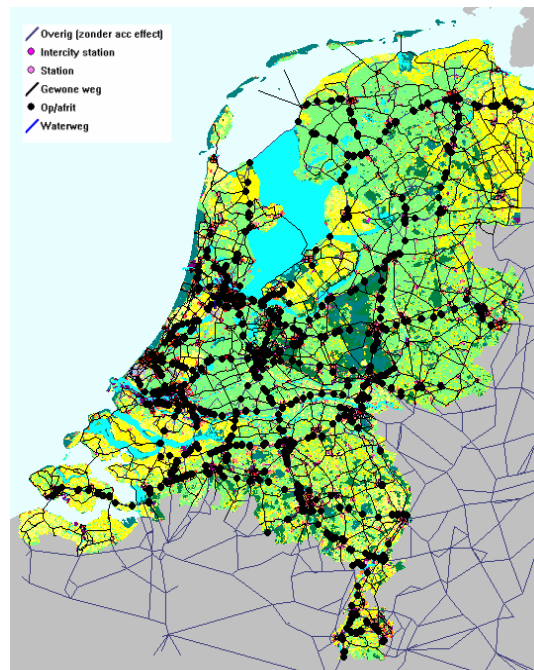 Overig (zonder acc effect)
Intercity station
Station
Gewone weg
Op/afrit
Waterweg